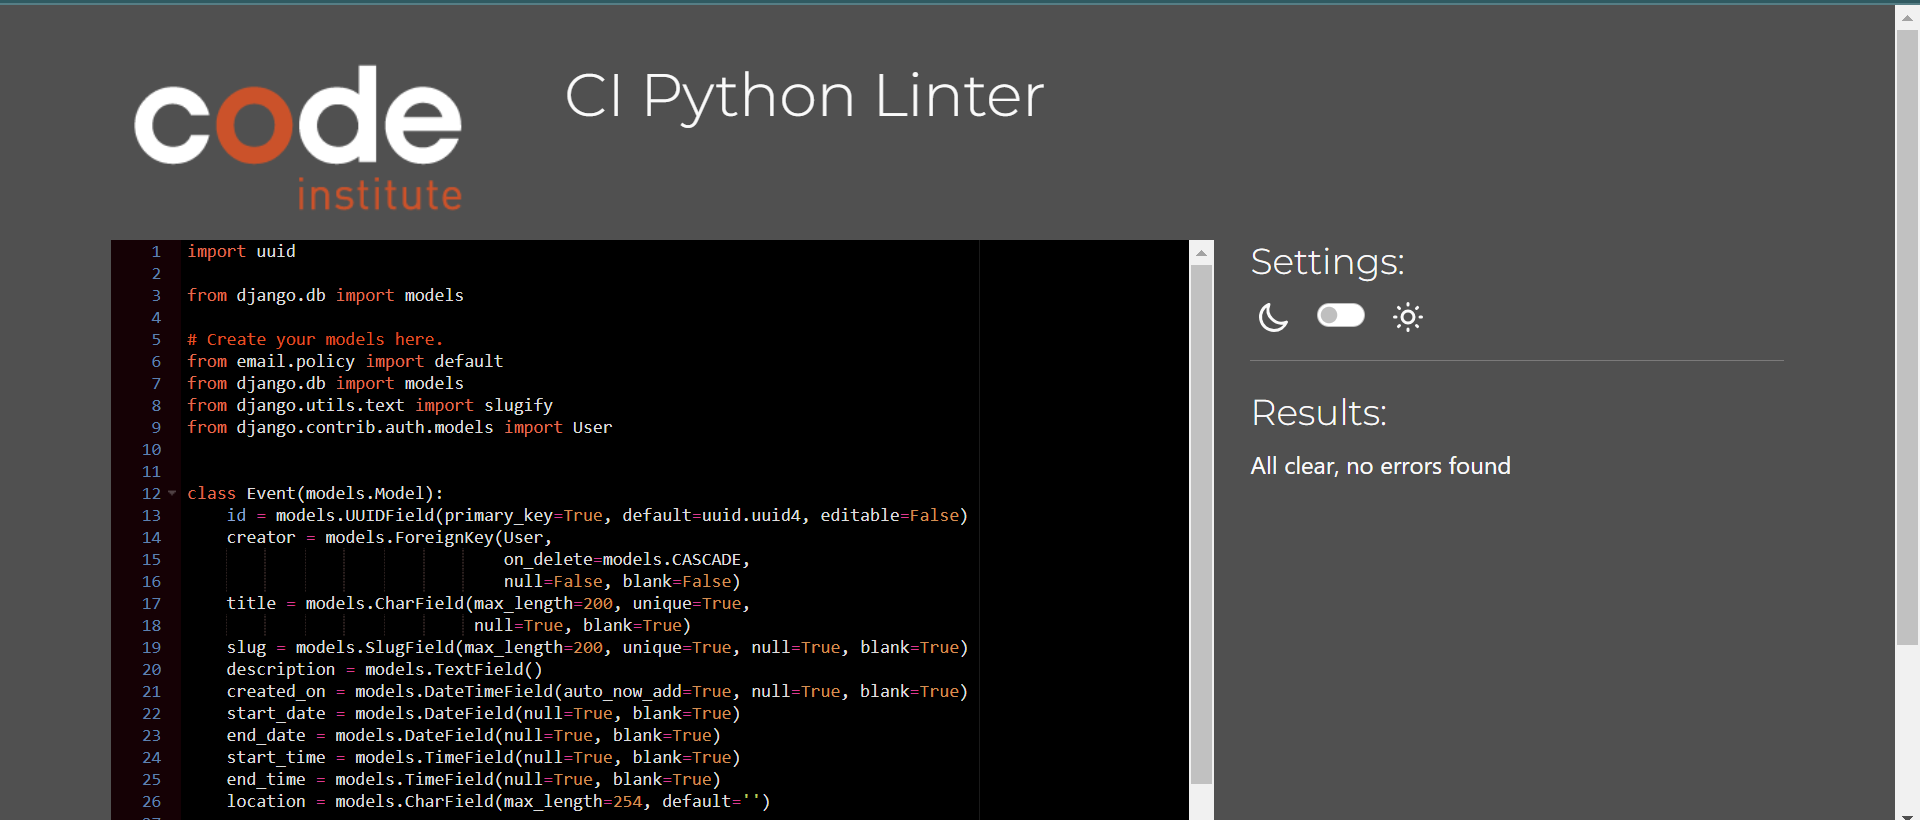 code
institute
CI Python Linter
1 import uuid
2
3 from django.db import models
4
5 # Create your models here.
6 from email.policy import default
7 from django.db import models
8 from django.utils.text import slugify
9 from django.contrib.auth.models import User
10
11
12 class Event(models.Model):
13     id = models.UUIDField(primary_key=True, default=uuid.uuid4, editable=False)
14     creator = models.ForeignKey(User,
15                                 on_delete=models.CASCADE,
16                                 null=False, blank=False)
17     title = models.CharField(max_length=200, unique=True,
18                              null=True, blank=True)
19     slug = models.SlugField(max_length=200, unique=True, null=True, blank=True)
20     description = models.TextField()
21     created_on = models.DateTimeField(auto_now_add=True, null=True, blank=True)
22     start_date = models.DateField(null=True, blank=True)
23     end_date = models.DateField(null=True, blank=True)
24     start_time = models.TimeField(null=True, blank=True)
25     end_time = models.TimeField(null=True, blank=True)
26     location = models.CharField(max_length=254, default='')
Settings:
Results:
All clear, no errors found